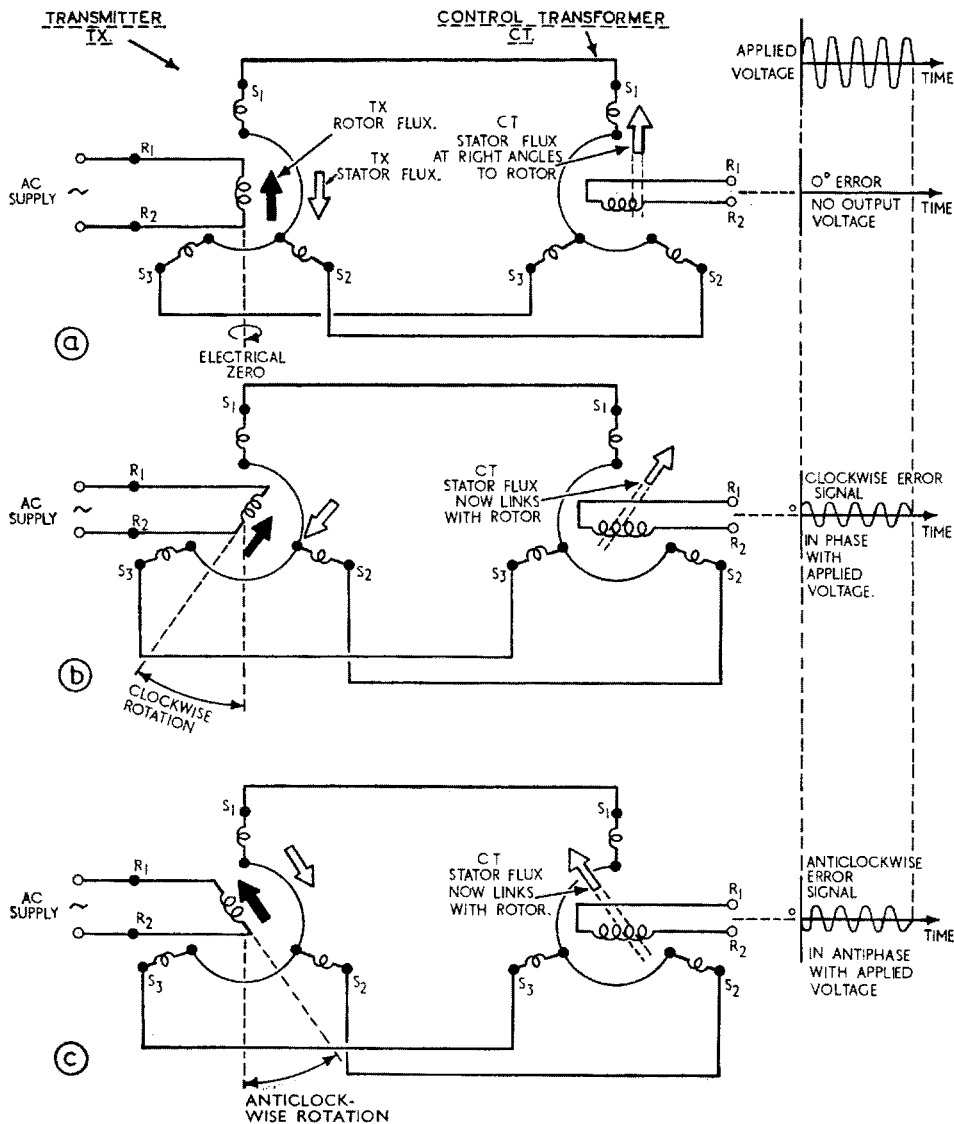 TRANSMITTER
TX.
CONTROL TRANSFORMER
CT.
S1
TX
ROTOR FLUX.
TX
STATOR FLUX.
R1
AC
SUPPLY ~
R2
S3
S2
ELECTRICAL
ZERO
a
S1
CT
STATOR FLUX
AT RIGHT ANGLES
TO ROTOR
R1
R2
S3
S2
APPLIED
VOLTAGE
TIME
0° ERROR
NO OUTPUT
VOLTAGE
TIME
S1
R1
AC
SUPPLY ~
R2
S3
S2
b
CLOCKWISE
ROTATION
S1
CT
STATOR FLUX
NOW LINKS
WITH ROTOR
R1
R2
S3
S2
CLOCKWISE ERROR
SIGNAL
O
TIME
IN PHASE
WITH
APPLIED
VOLTAGE.
S1
R1
AC
SUPPLY ~
R2
S3
S2
c
ANTICLOCK-
WISE ROTATION
S1
CT
STATOR FLUX
NOW LINKS
WITH ROTOR.
R1
R2
S3
S2
ANTICLOCKWISE
ERROR
SIGNAL
O
TIME
IN ANTIPHASE
WITH APPLIED
VOLTAGE